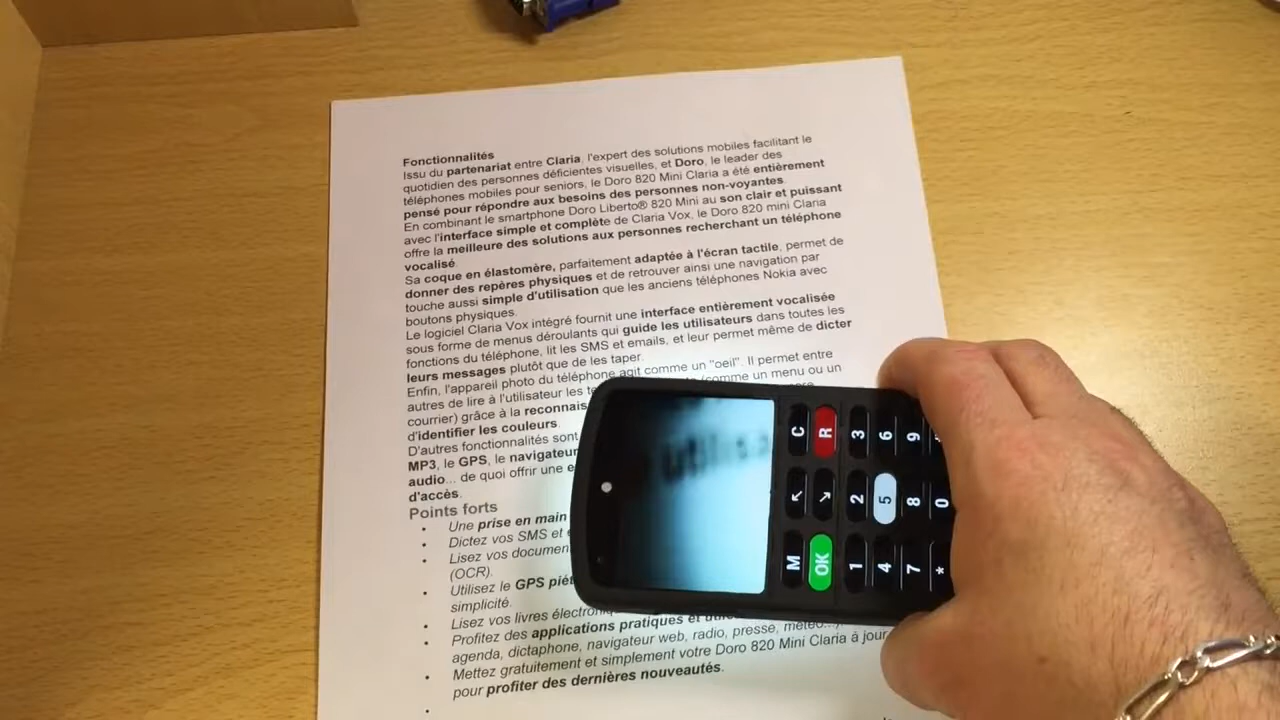 Fonctionnalités
Issu du partenariat entre Claria, l'expert des solutions mobiles facilitant le
quotidien des personnes déficientes visuelles, et Doro, le leader des
téléphones mobiles pour seniors, le Doro 820 Mini Claria a été entièrement
pensé pour répondre aux besoins des personnes non-voyantes.
En combinant le smartphone Doro Liberto® 820 Mini au son clair et puissant
avec l'interface simple et complète de Claria Vox, le Doro 820 mini Claria
offre la meilleure des solutions aux personnes recherchant un téléphone
vocalisé.
Sa coque en élastomère, parfaitement adaptée à l'écran tactile, permet de
donner des repères physiques et de retrouver ainsi une navigation par
touche aussi simple d'utilisation que les anciens téléphones Nokia avec
boutons physiques.
Le logiciel Claria Vox intégré fournit une interface entièrement vocalisée
sous forme de menus déroulants qui guide les utilisateurs dans toutes les
fonctions du téléphone, lit les SMS et emails, et leur permet même de dicter
leurs messages plutôt que de les taper.
Enfin, l'appareil photo du téléphone agit comme un "oeil". Il permet entre
autres de lire à l'utilisateur les (comme un menu ou un
courrier) grâce à la
d'identifier les couleurs.
D'autres fonctionnalités sont
MP3, le GPS, le navigateur
audio... de quoi offrir une
d'accès.
Points forts
• Une prise en main
• Dictez vos SMS et
• Lisez vos
(OCR).
• Utilisez le GPS
simplicité.
• Lisez vos livres
• Profitez des applications pratiques et
agenda, dictaphone, navigateur web, radio, presse, météo...
• Mettez gratuitement et simplement votre Doro 820 Mini Claria à jour
pour profiter des dernières nouveautés.
•
C R 3 6 9
↖ ↗ 2 5 8 0
M OK 1 4 7 *